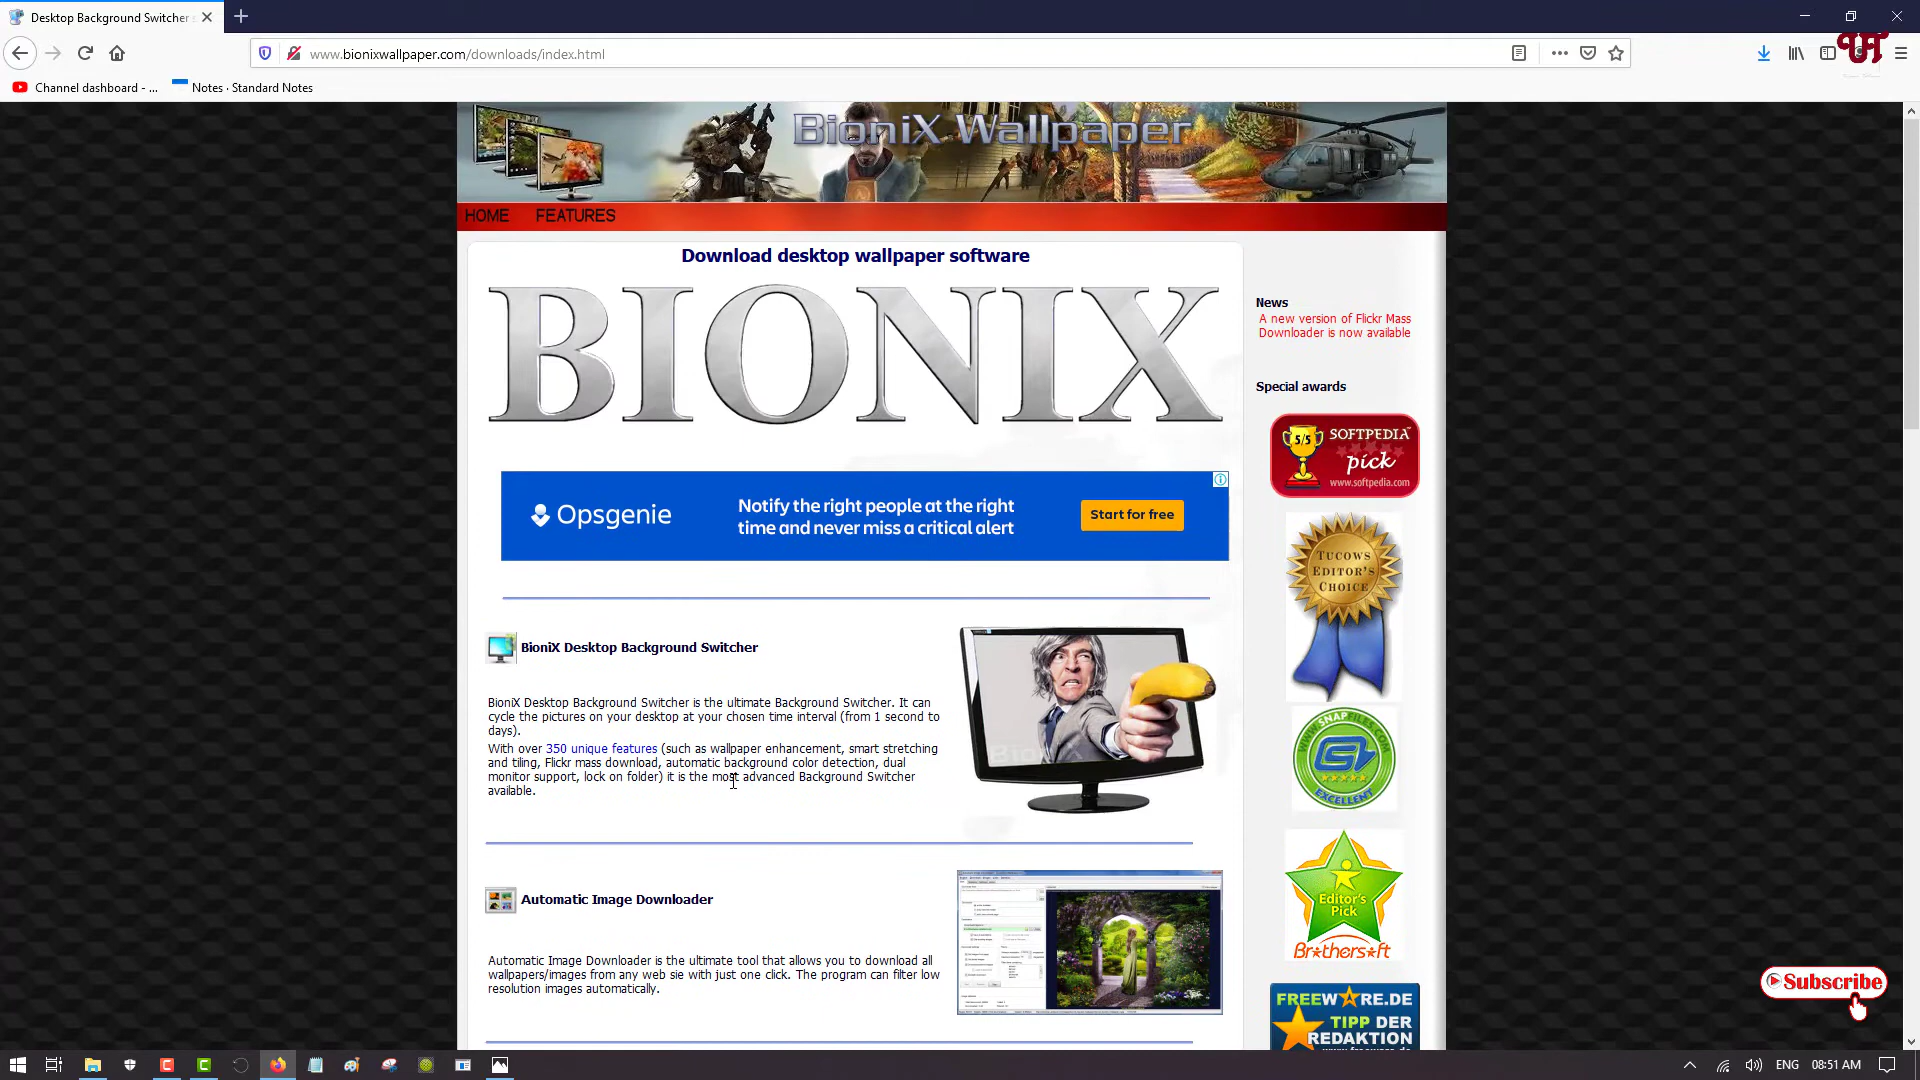 Desktop Background Switcher
www.bionixwallpaper.com/downloads/index.html
Channel dashboard - ...
Notes · Standard Notes
BioniX Wallpaper
HOME
FEATURES
Download desktop wallpaper software
BIONIX
Opsgenie
Notify the right people at the right
time and never miss a critical alert
Start for free
BioniX Desktop Background Switcher
BioniX Desktop Background Switcher is the ultimate Background Switcher. It can
cycle the pictures on your desktop at your chosen time interval (from 1 second to
days).
With over 350 unique features (such as wallpaper enhancement, smart stretching
and tiling, Flickr mass download, automatic background color detection, dual
monitor support, lock on folder) it is the most advanced Background Switcher
available.
Automatic Image Downloader
Automatic Image Downloader is the ultimate tool that allows you to download all
wallpapers/images from any web sie with just one click. The program can filter low
resolution images automatically.
News
A new version of Flickr Mass
Downloader is now available
Special awards
5/5
SOFTPEDIA
pick
www.softpedia.com
TUCOWS
EDITOR'S
CHOICE
WWW.SNAPFILES.COM
EXCELLENT
Editor's
Pick
Brothersoft
FREEWARE.DE
TIPP DER
REDAKTION
www.freeware.de
Subscribe
ENG
08:51 AM